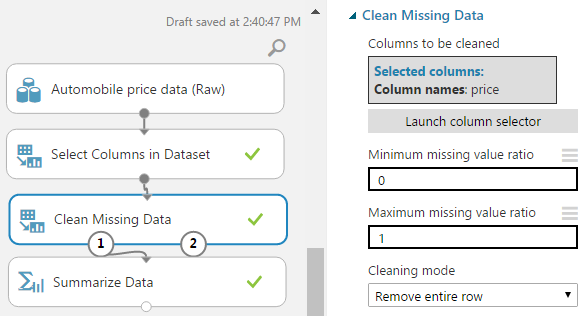 Draft saved at 2:40:47 PM
Automobile price data (Raw)
Select Columns in Dataset
Clean Missing Data
1
2
Summarize Data
Clean Missing Data
Columns to be cleaned
Selected columns:
Column names: price
Launch column selector
Minimum missing value ratio
0
Maximum missing value ratio
1
Cleaning mode
Remove entire row